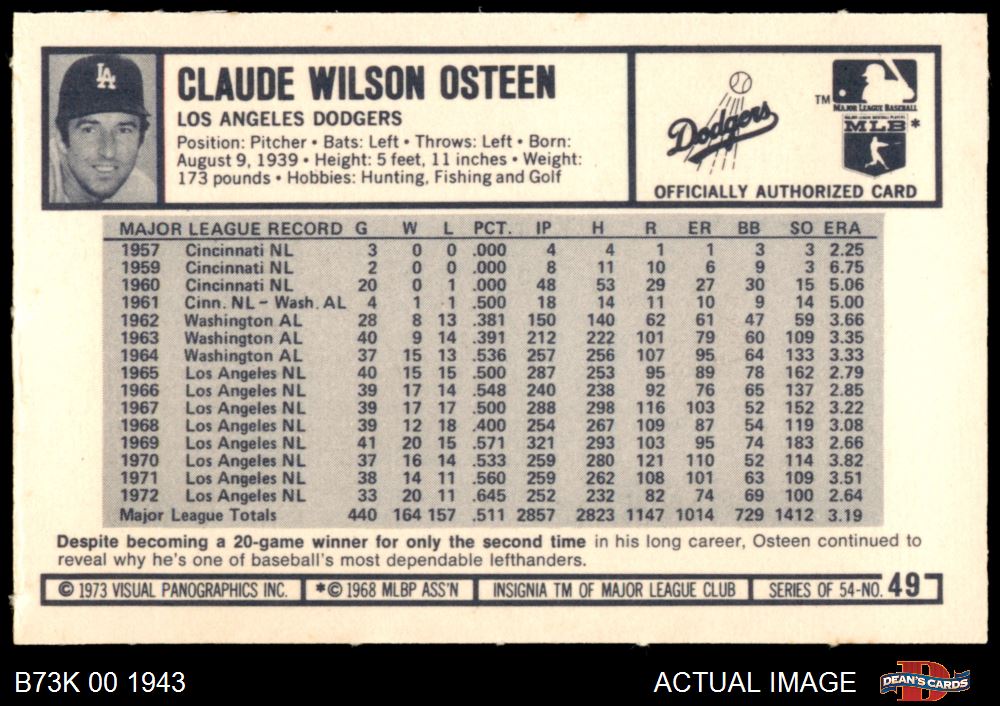 LA
CLAUDE WILSON OSTEEN
LOS ANGELES DODGERS
Position: Pitcher • Bats: Left • Throws: Left • Born:
August 9, 1939 • Height: 5 feet, 11 inches • Weight:
173 pounds • Hobbies: Hunting, Fishing and Golf
Dodgers
TM
MAJOR LEAGUE BASEBALL
MAJOR LEAGUE BASEBALL PLAYERS
MLB *
OFFICIALLY AUTHORIZED CARD
MAJOR LEAGUE RECORD G W L PCT. IP H R ER BB SO ERA
1957 Cincinnati NL 3 0 0 .000 4 4 1 1 3 3 2.25
1959 Cincinnati NL 2 0 0 .000 8 11 10 6 9 3 6.75
1960 Cincinnati NL 20 0 1 .000 48 53 29 27 30 15 5.06
1961 Cinn. NL – Wash. AL 4 1 1 .500 18 14 11 10 9 14 5.00
1962 Washington AL 28 8 13 .381 150 140 62 61 47 59 3.66
1963 Washington AL 40 9 14 .391 212 222 101 79 60 109 3.35
1964 Washington AL 37 15 13 .536 257 256 107 95 64 133 3.33
1965 Los Angeles NL 40 15 15 .500 287 253 95 89 78 162 2.79
1966 Los Angeles NL 39 17 14 .548 240 238 92 76 65 137 2.85
1967 Los Angeles NL 39 17 17 .500 288 298 116 103 52 152 3.22
1968 Los Angeles NL 39 12 18 .400 254 267 109 87 54 119 3.08
1969 Los Angeles NL 41 20 15 .571 321 293 103 95 74 183 2.66
1970 Los Angeles NL 37 16 14 .533 259 280 121 110 52 114 3.82
1971 Los Angeles NL 38 14 11 .560 259 262 108 101 63 109 3.51
1972 Los Angeles NL 33 20 11 .645 252 232 82 74 69 100 2.64
Major League Totals 440 164 157 .511 2857 2823 1147 1014 729 1412 3.19
Despite becoming a 20-game winner for only the second time in his long career, Osteen continued to
reveal why he's one of baseball's most dependable lefthanders.
© 1973 VISUAL PANOGRAPHICS INC. *© 1968 MLBP ASS'N INSIGNIA TM OF MAJOR LEAGUE CLUB SERIES OF 54-NO. 49
B73K 00 1943 ACTUAL IMAGE D DEAN'S CARDS